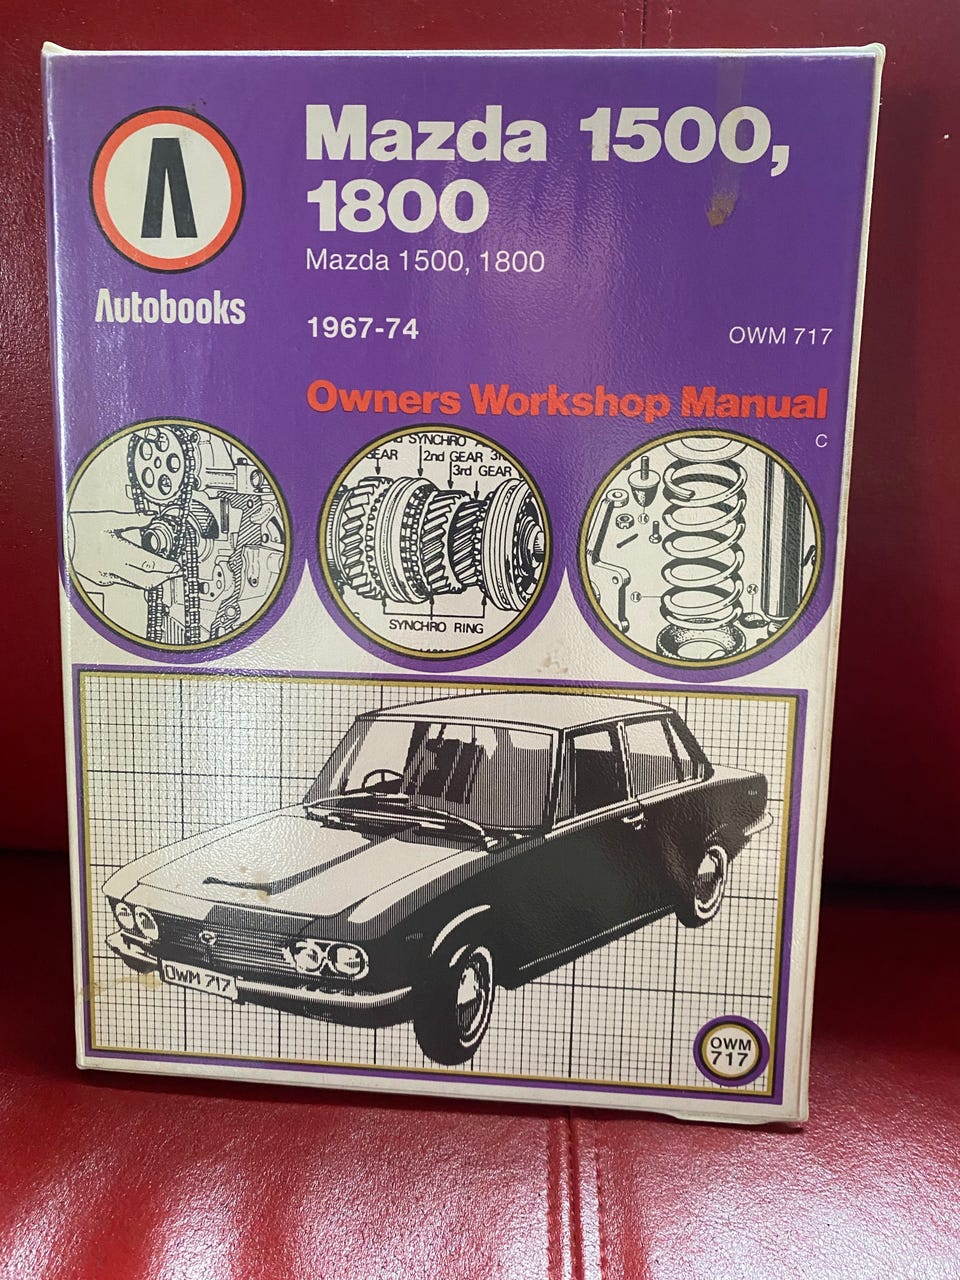 Mazda 1500,
1800
Mazda 1500, 1800
Autobooks
1967-74
OWM 717
Owners Workshop Manual
C
SYNCHRO
GEAR
2nd GEAR
3rd GEAR
SYNCHRO RING
OWM 717
OWM
717